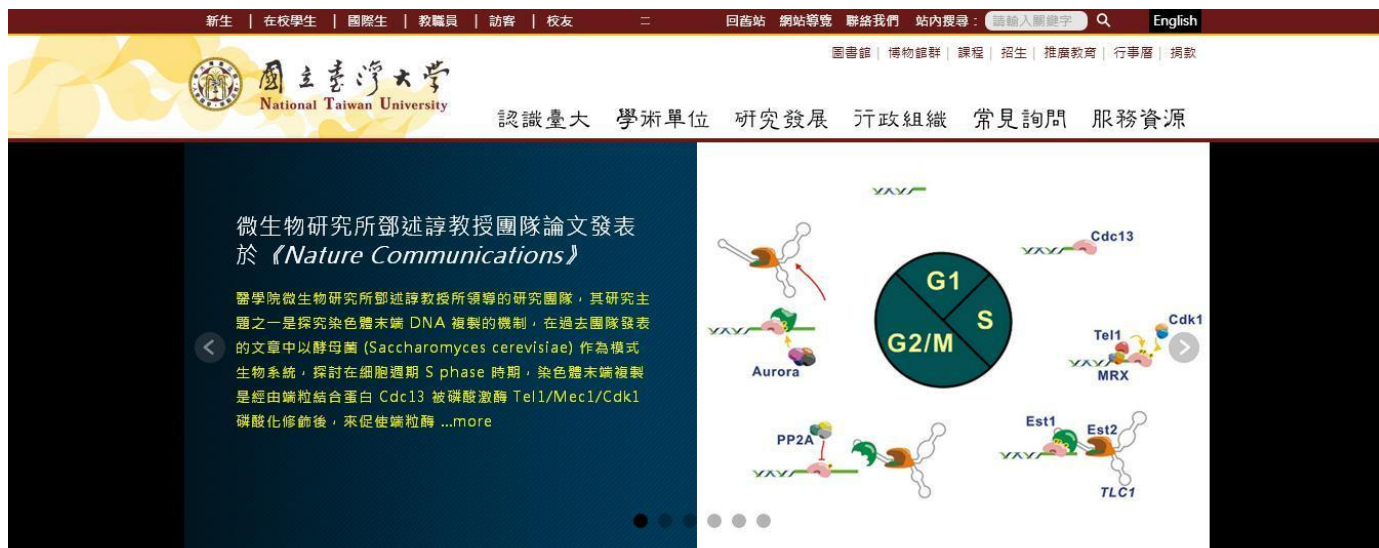 新生 | 在校學生 | 國際生 | 教職員 | 訪客 | 校友
回舊站 網站導覽 聯絡我們 站內搜尋： 請輸入關鍵字 English
圖書館 | 博物館群 | 課程 | 招生 | 推廣教育 | 行事曆 | 捐款
國立臺灣大學
National Taiwan University
認識臺大 學術單位 研究發展 行政組織 常見詢問 服務資源
微生物研究所鄧述諄教授團隊論文發表
於《Nature Communications》
醫學院微生物研究所鄧述諄教授所領導的研究團隊，其研究主
題之一是探究染色體末端 DNA 複製的機制，在過去團隊發表
的文章中以酵母菌 (Saccharomyces cerevisiae) 作為模式
生物系統，探討在細胞週期 S phase 時期，染色體末端複製
是經由端粒結合蛋白 Cdc13 被磷酸激酶 Tel1/Mec1/Cdk1
磷酸化修飾後，來促使端粒酶 ...more
Cdc13
G1
S
G2/M
Cdk1
Tel1
MRX
Aurora
Est1
Est2
PP2A
TLC1